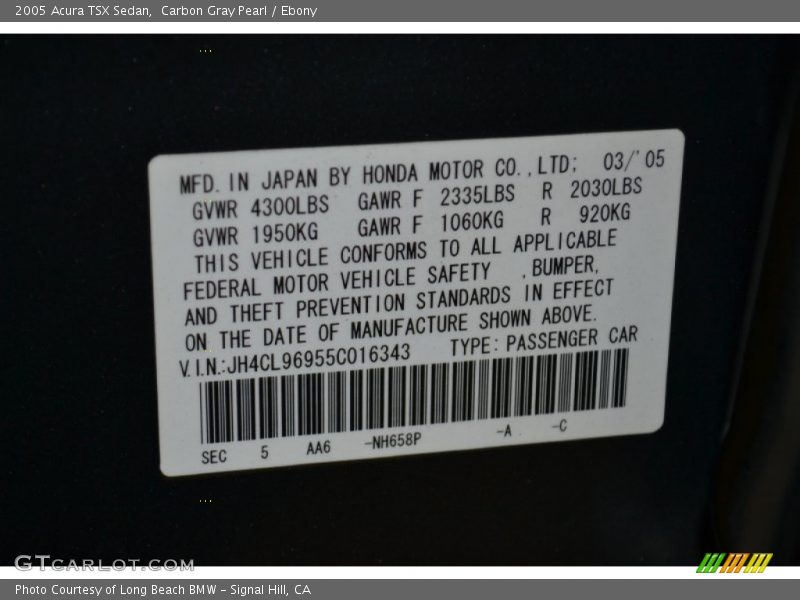 2005 Acura TSX Sedan,  Carbon Gray Pearl / Ebony
MFD. IN JAPAN BY HONDA MOTOR CO.,LTD; 03/'05
GVWR 4300LBS GAWR F 2335LBS R 2030LBS
GVWR 1950KG GAWR F 1060KG R 920KG
THIS VEHICLE CONFORMS TO ALL APPLICABLE
FEDERAL MOTOR VEHICLE SAFETY ,BUMPER,
AND THEFT PREVENTION STANDARDS IN EFFECT
ON THE DATE OF MANUFACTURE SHOWN ABOVE.
V.I.N.:JH4CL96955C016343 TYPE:PASSENGER CAR
SEC 5 AA6 -NH658P -A -C
GTCARLOT.COM
Photo Courtesy of Long Beach BMW - Signal Hill, CA